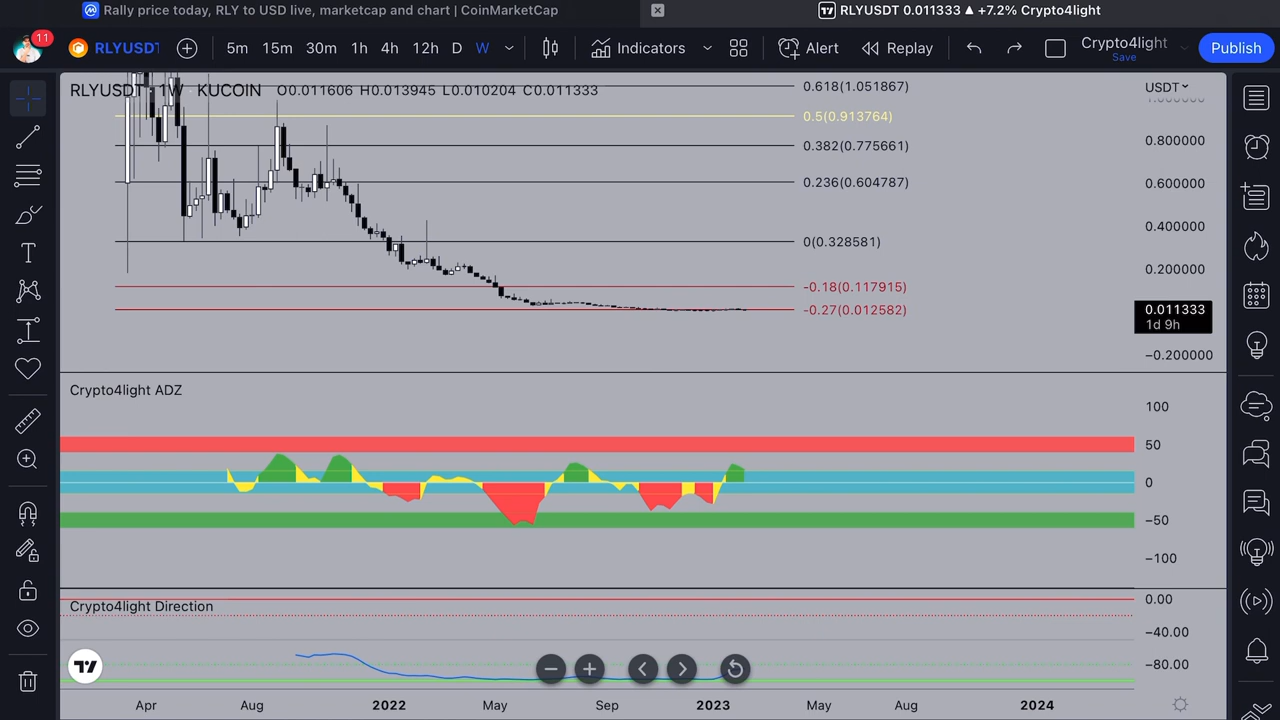 Rally price today, RLY to USD live, marketcap and chart | CoinMarketCap
RLYUSDT 0.011333 ▲ +7.2% Crypto4light
11
RLYUSDT
5m 15m 30m 1h 4h 12h D W
Indicators
Alert
Replay
Crypto4light
Save
Publish
RLYUSDT · 1W · KUCOIN O0.011606 H0.013945 L0.010204 C0.011333
USDT
0.618(1.051867)
1.000000
0.5(0.913764)
0.800000
0.382(0.775661)
0.236(0.604787)
0.600000
0.400000
0(0.328581)
0.200000
-0.18(0.117915)
-0.27(0.012582)
0.011333
1d 9h
−0.200000
Crypto4light ADZ
100
50
0
−50
−100
Crypto4light Direction
0.00
−40.00
−80.00
Apr Aug 2022 May Sep 2023 May Aug 2024